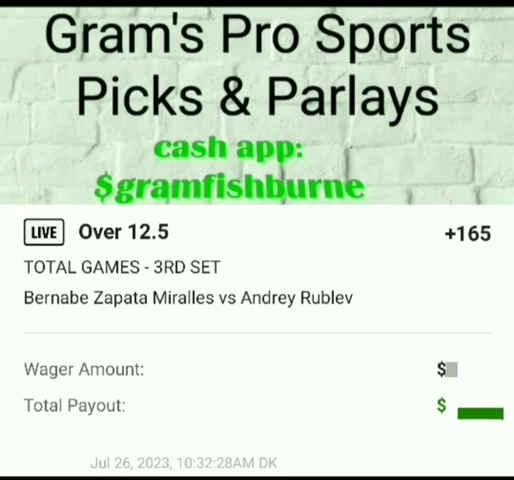 Gram's Pro Sports
Picks & Parlays
cash app:
$gramfishburne
LIVE Over 12.5 +165
TOTAL GAMES - 3RD SET
Bernabe Zapata Miralles vs Andrey Rublev
Wager Amount: $
Total Payout: $
Jul 26, 2023, 10:32:28AM DK